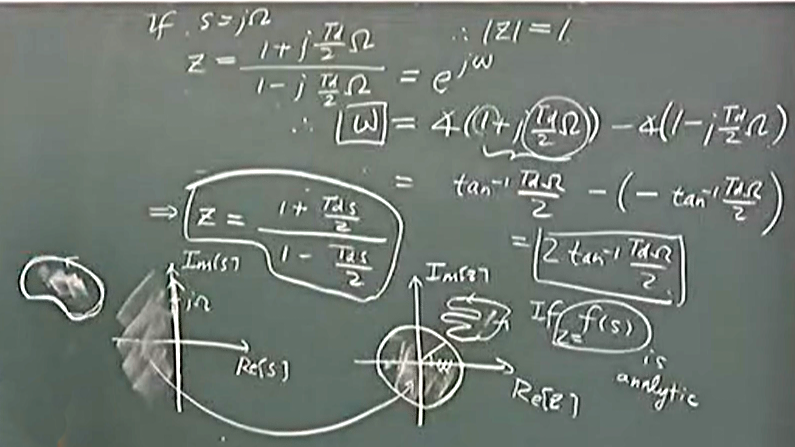 If s = jΩ
z = (1 + j (Td/2) Ω) / (1 - j (Td/2) Ω) = e^{jω} ∴ |z| = 1.
∴ ω = ∡(1 + j (Td/2) Ω) - ∡(1 - j (Td/2) Ω)
= tan⁻¹ (TdΩ/2) - (- tan⁻¹ (TdΩ/2))
⇒ z = (1 + Tds/2) / (1 - Tds/2)
= 2 tan⁻¹ (TdΩ/2)
Im[s]
jΩ
Re[s]
Im[z]
ω
Re[z]
If z = f(s)
is
analytic